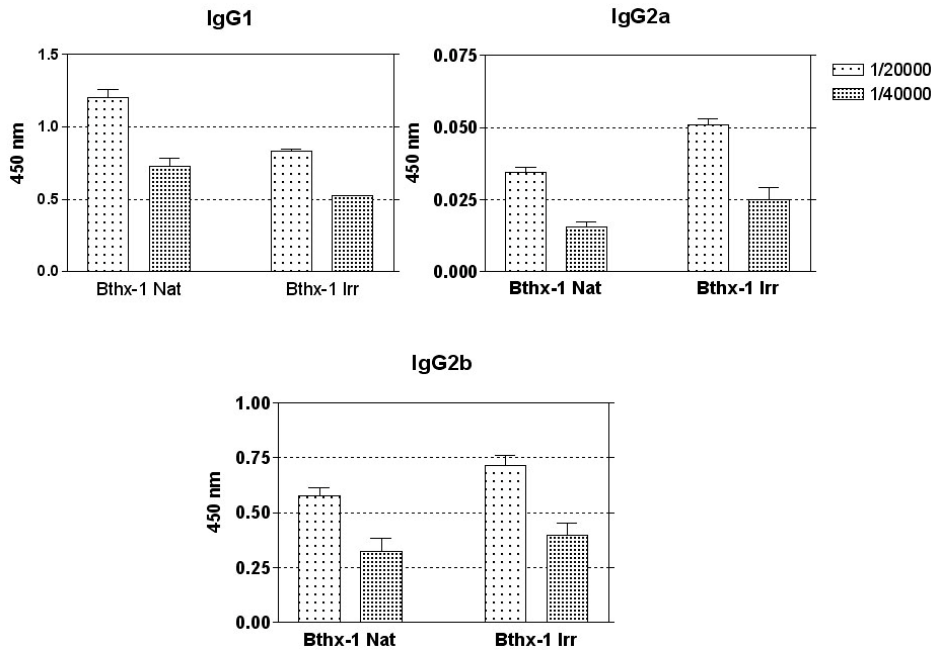 IgG1
1.5
1.0
0.5
0.0
450 nm
Bthx-1 Nat
Bthx-1 Irr
IgG2a
0.075
0.050
0.025
0.000
450 nm
Bthx-1 Nat
Bthx-1 Irr
1/20000
1/40000
IgG2b
1.00
0.75
0.50
0.25
0.00
450 nm
Bthx-1 Nat
Bthx-1 Irr